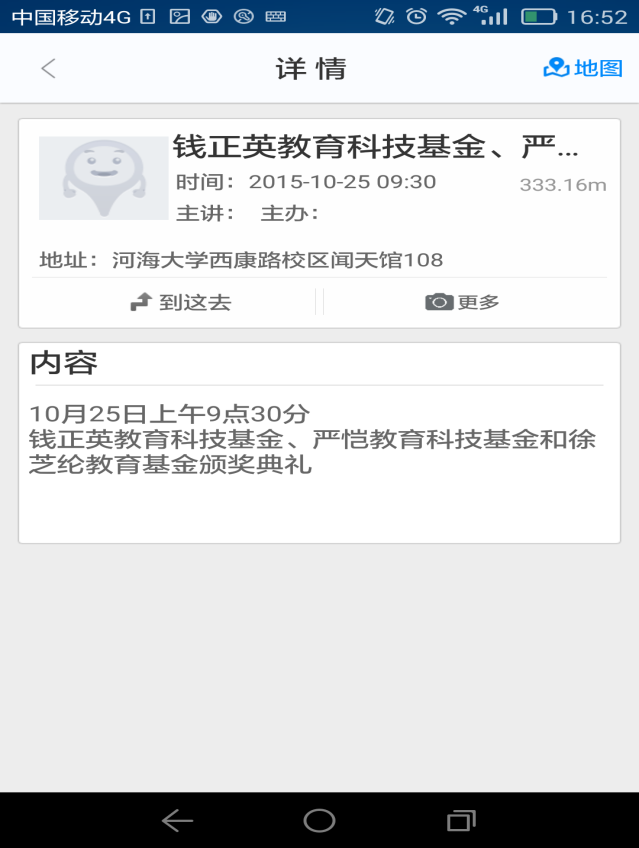 中国移动4G 4G 16:52
详情 地图
钱正英教育科技基金、严...
时间： 2015-10-25 09:30 333.16m
主讲： 主办：
地址： 河海大学西康路校区闻天馆108
到这去 更多
内容
10月25日上午9点30分
钱正英教育科技基金、严恺教育科技基金和徐
芝纶教育基金颁奖典礼